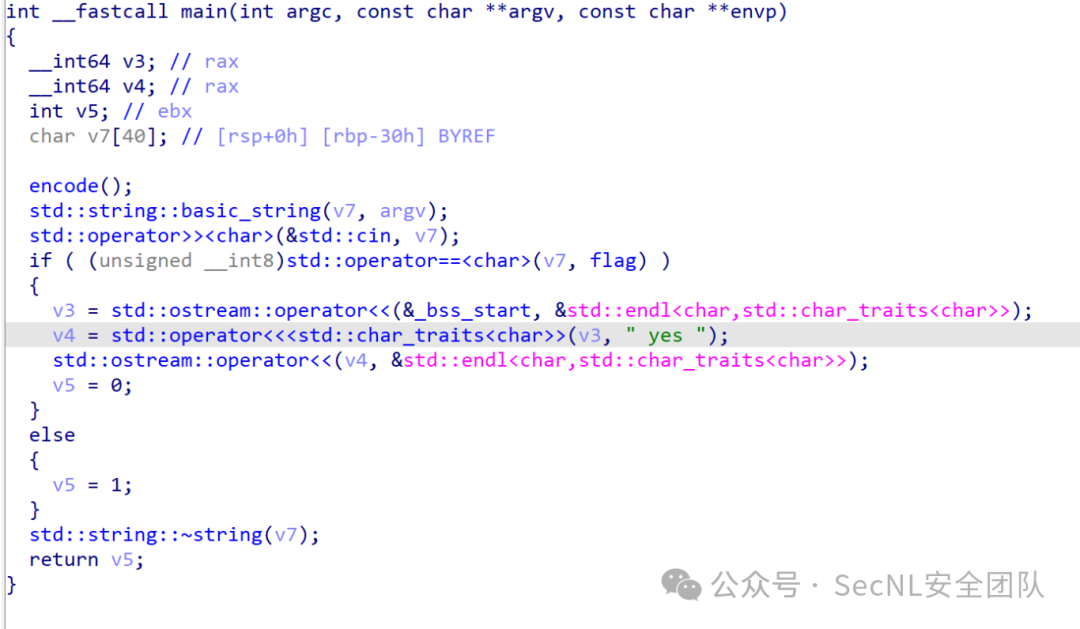 int __fastcall main(int argc, const char **argv, const char **envp)
{
  __int64 v3; // rax
  __int64 v4; // rax
  int v5; // ebx
  char v7[40]; // [rsp+0h] [rbp-30h] BYREF

  encode();
  std::string::basic_string(v7, argv);
  std::operator>><char>(&std::cin, v7);
  if ( (unsigned __int8)std::operator==<char>(v7, flag) )
  {
    v3 = std::ostream::operator<<(&_bss_start, &std::endl<char,std::char_traits<char>>);
    v4 = std::operator<<<std::char_traits<char>>(v3, " yes ");
    std::ostream::operator<<(v4, &std::endl<char,std::char_traits<char>>);
    v5 = 0;
  }
  else
  {
    v5 = 1;
  }
  std::string::~string(v7);
  return v5;
}
公众号 · SecNL安全团队